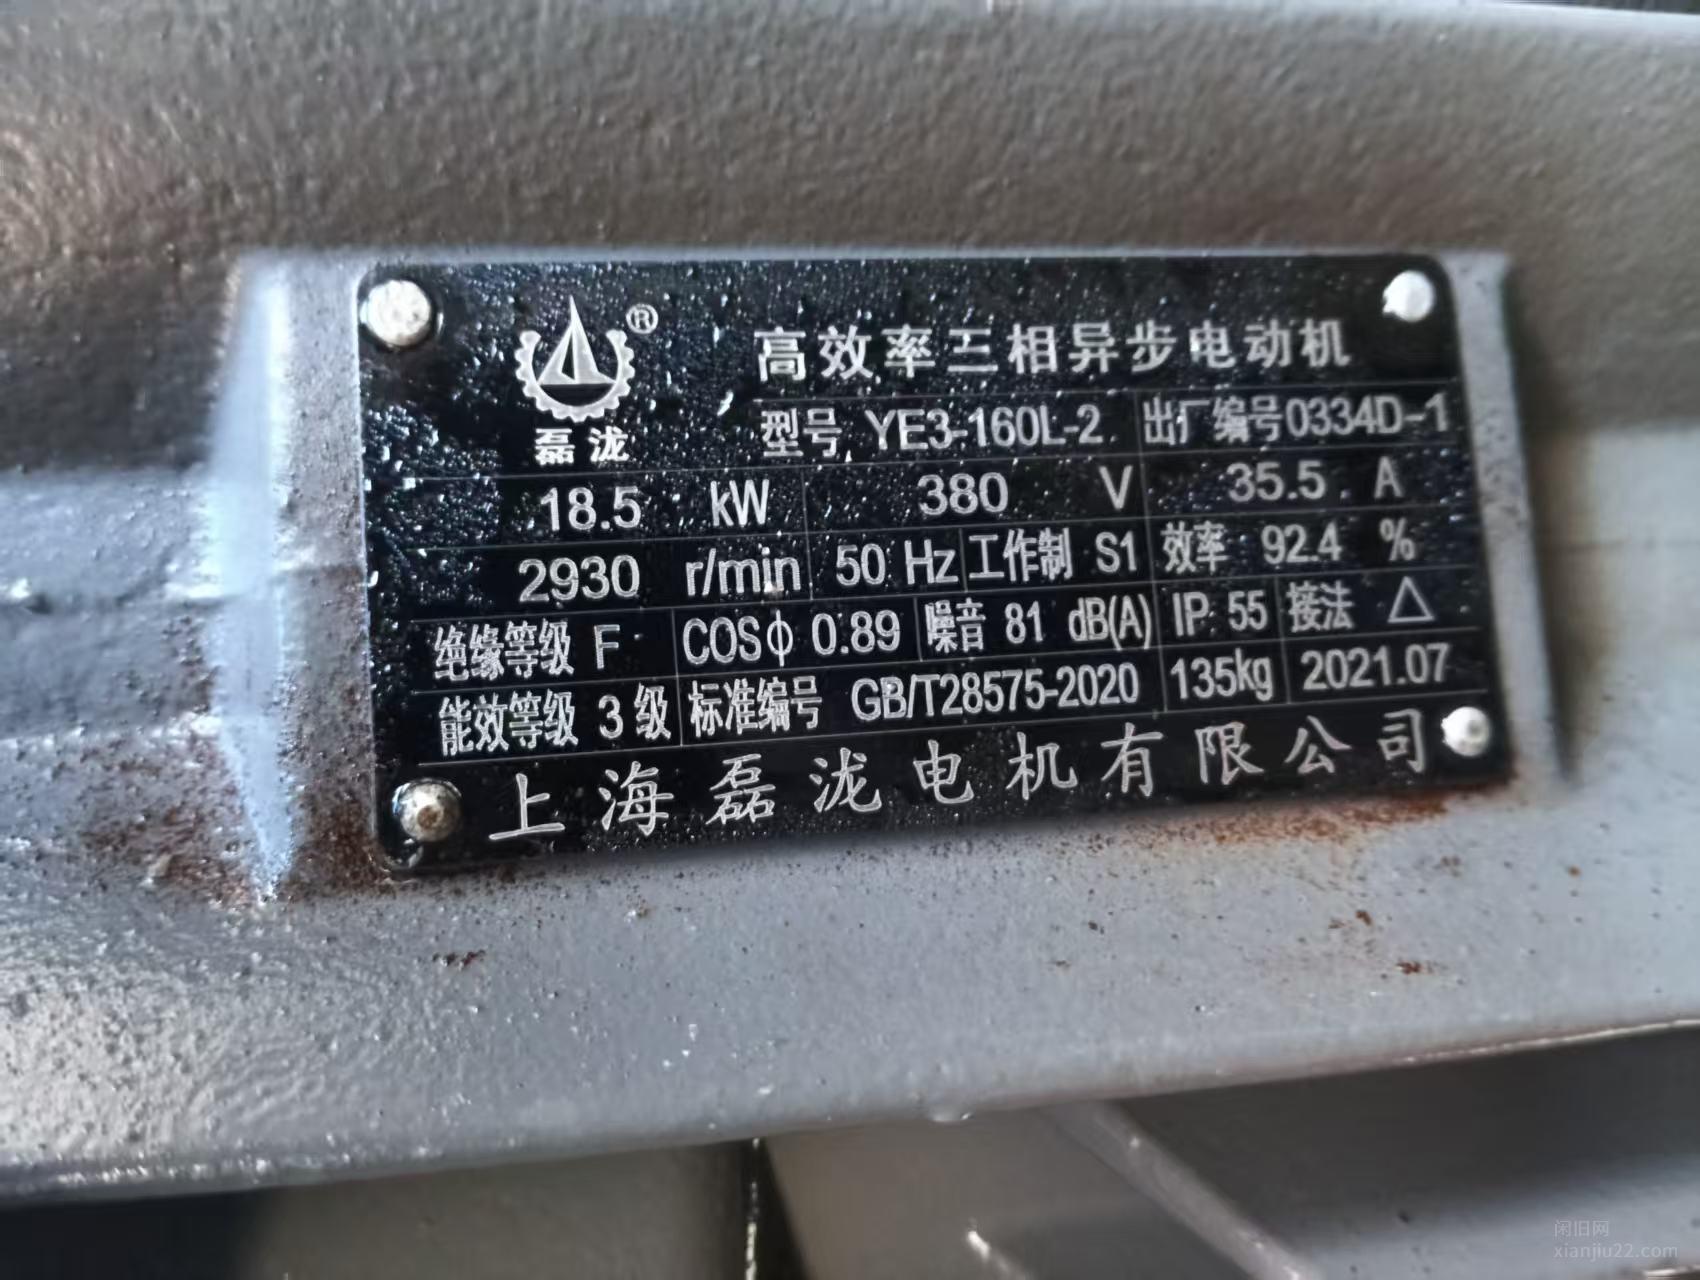 ®
磊泷
高效率三相异步电动机
型号 YE3-160L-2 出厂编号0334D-1
18.5 kW 380 V 35.5 A
2930 r/min 50 Hz 工作制 S1 效率 92.4 %
绝缘等级 F COSϕ 0.89 噪音 81 dB(A) IP 55 接法 △
能效等级 3 级 标准编号 GB/T28575-2020 135kg 2021.07
上海磊泷电机有限公司
闲旧网
xianjiu22.com